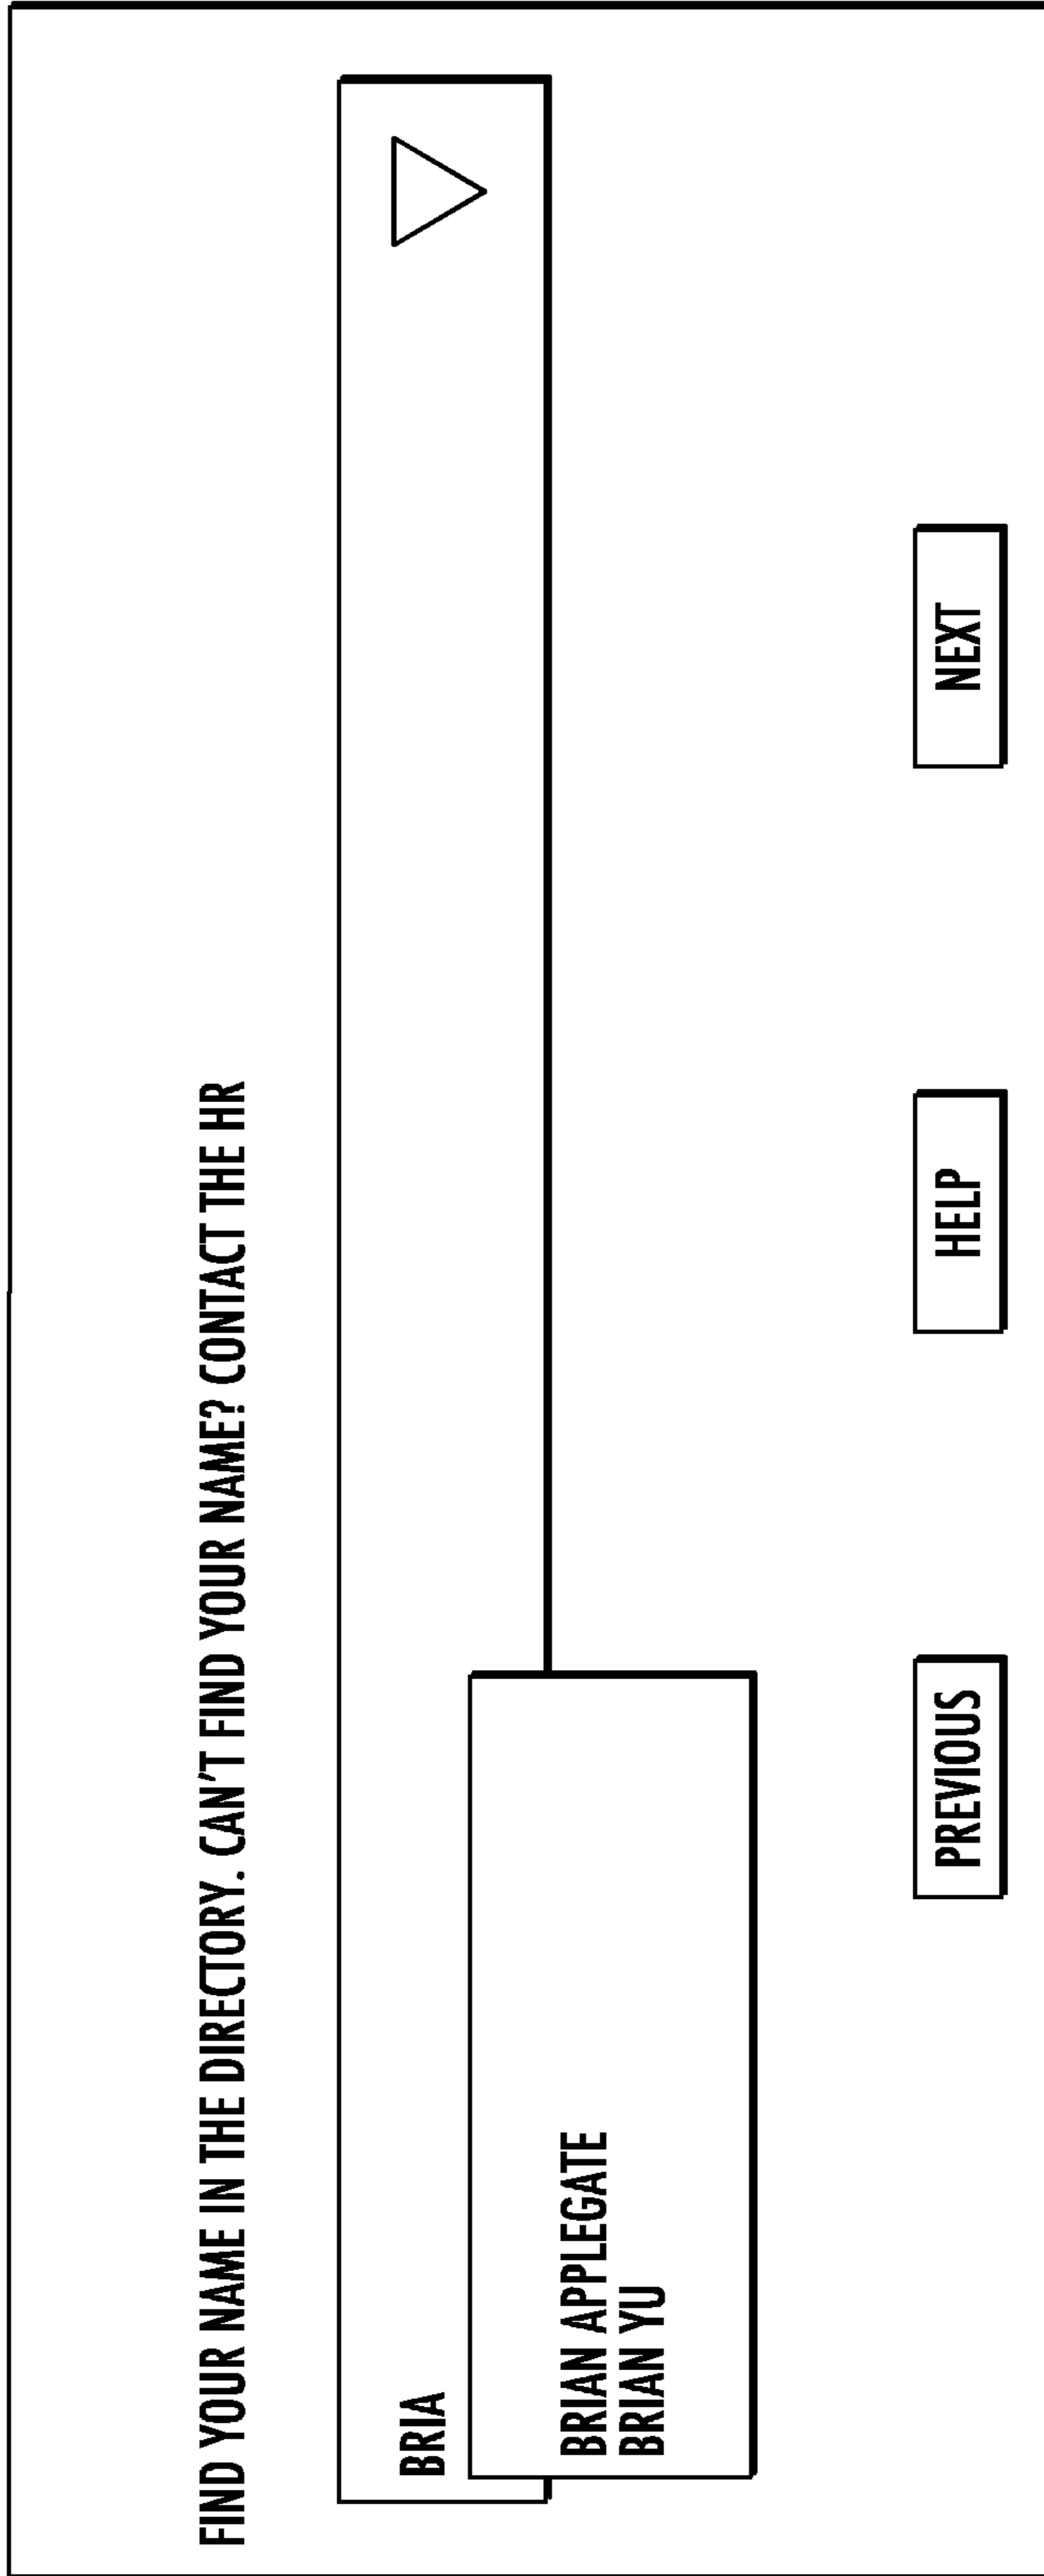 FIND YOUR NAME IN THE DIRECTORY. CAN'T FIND YOUR NAME? CONTACT THE HR
BRIA
BRIAN APPLEGATE
BRIAN YU
PREVIOUS
HELP
NEXT